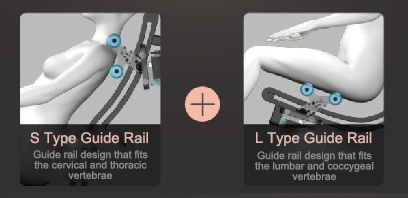 S Type Guide Rail
Guide rail design that fits
the cervical and thoracic
vertebrae
L Type Guide Rail
Guide rail design that fits
the lumbar and coccygeal
vertebrae